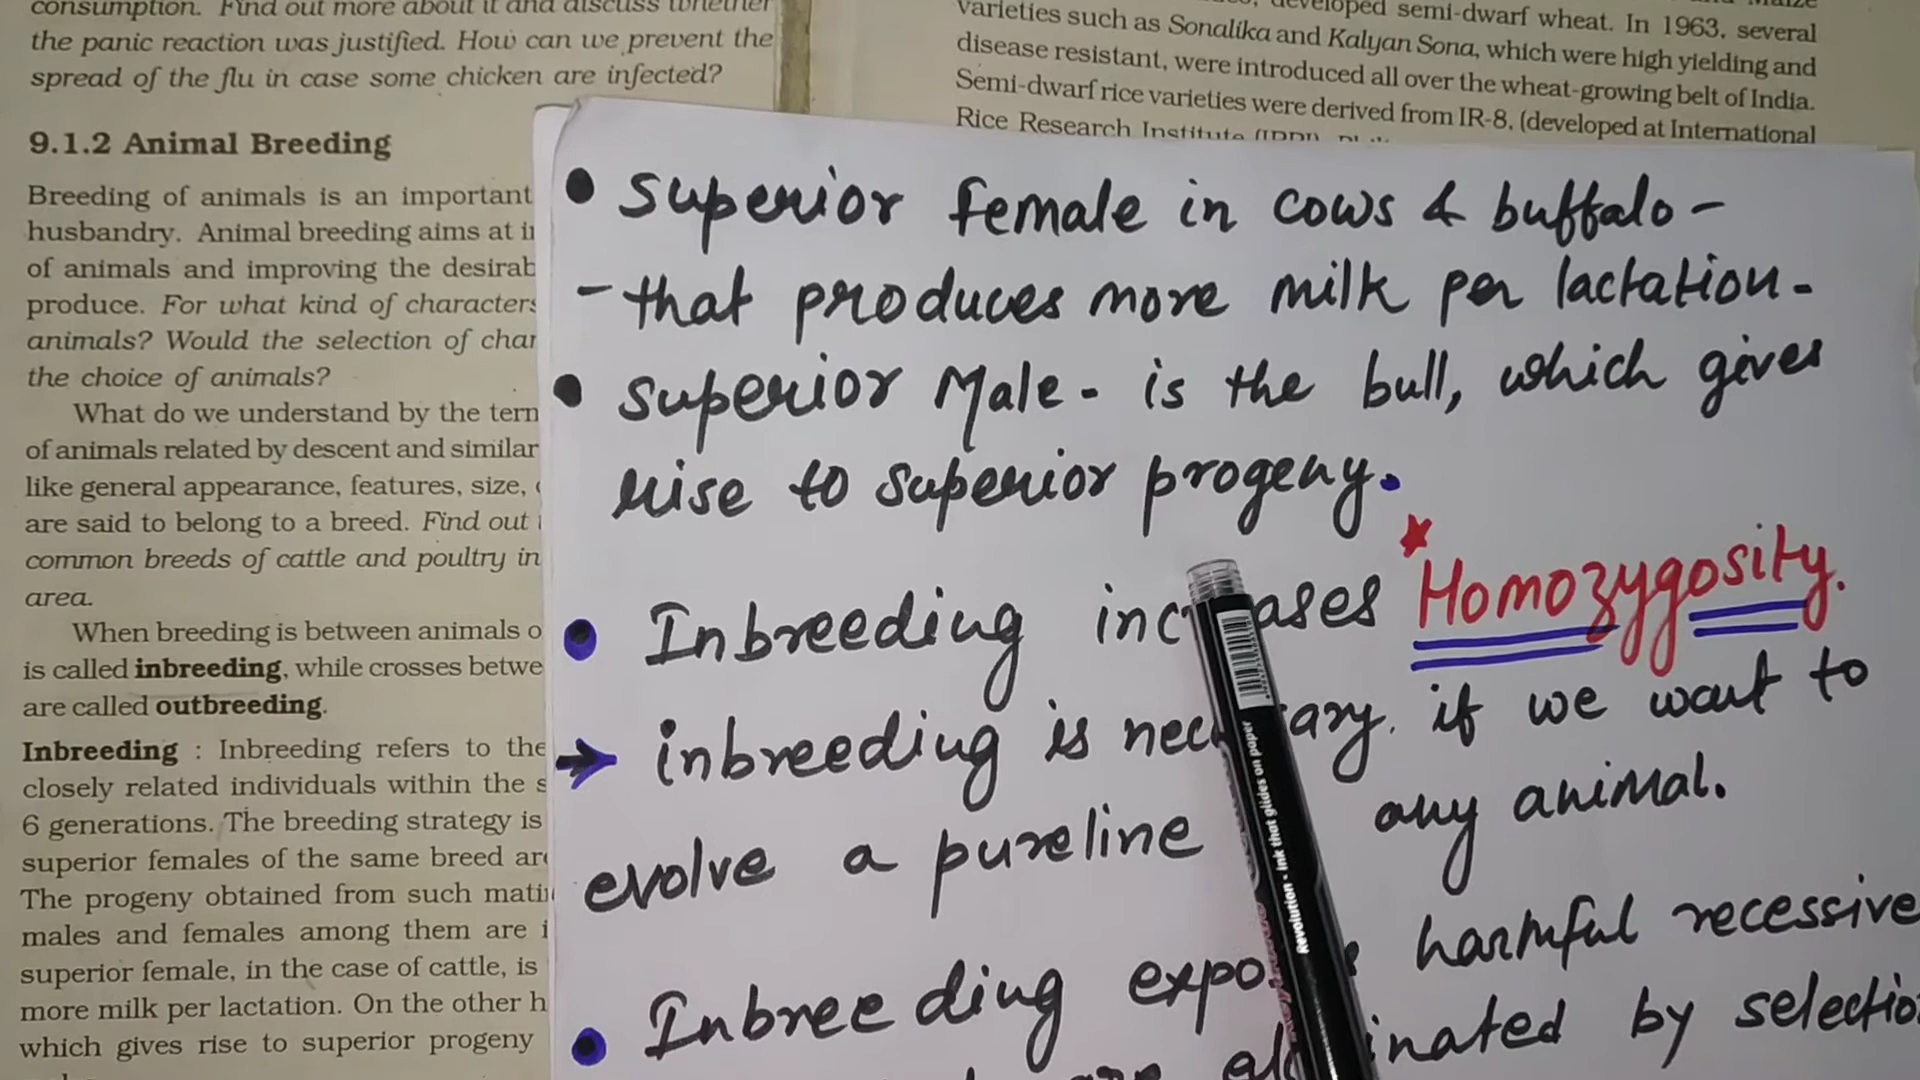 consumption. Find out more about it and discuss whether
the panic reaction was justified. How can we prevent the
spread of the flu in case some chicken are infected?
9.1.2 Animal Breeding
Breeding of animals is an important
husbandry. Animal breeding aims at
of animals and improving the desirab
produce. For what kind of characters
animals? Would the selection of char
the choice of animals?
What do we understand by the term
of animals related by descent and similar
like general appearance, features, size,
are said to belong to a breed. Find out
common breeds of cattle and poultry in
area.
When breeding is between animals o
is called inbreeding, while crosses betwe
are called outbreeding.
Inbreeding : Inbreeding refers to the
closely related individuals within the s
6 generations. The breeding strategy is
superior females of the same breed are
The progeny obtained from such mati
males and females among them are i
superior female, in the case of cattle, is
more milk per lactation. On the other h
which gives rise to superior progeny
developed semi-dwarf wheat. In 1963, several
varieties such as Sonalika and Kalyan Sona, which were high yielding and
disease resistant, were introduced all over the wheat-growing belt of India.
Semi-dwarf rice varieties were derived from IR-8, (developed at International
Rice Research Institute (IRRI),
• Superior female in cows & buffalo -
- that produces more milk per lactation.
• Superior Male - is the bull, which gives
rise to superior progeny.
• Inbreeding increases *Homozygosity.
→ inbreeding is necessary. if we want to
evolve a pureline any animal.
• Inbreeding harmful recessive
by selectio
Revolution - ink that glides on paper